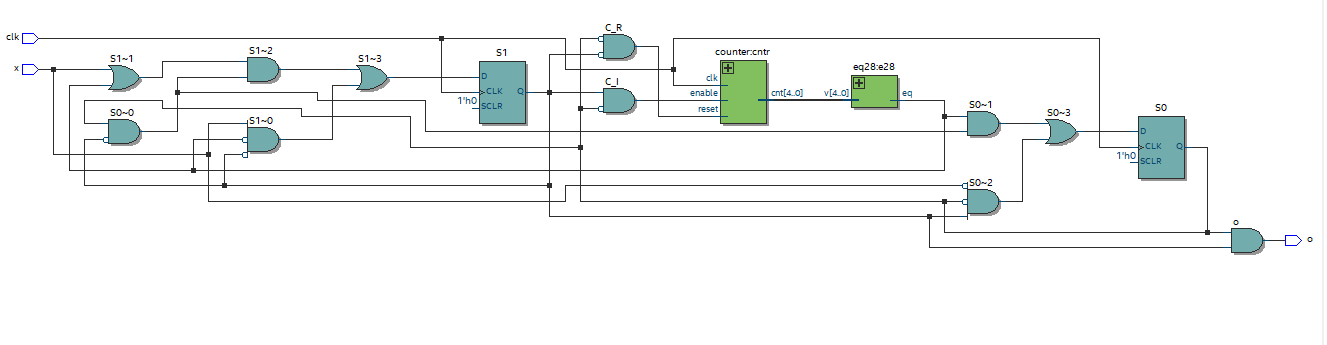 clk
x
S1~1
S0~0
S1~2
S1~0
S1~3
S1
D
CLK
1'h0
SCLR
Q
C_R
C_I
counter:cntr
clk
enable
reset
cnt[4..0]
eq28:e28
v[4..0]
eq
S0~1
S0~2
S0~3
S0
D
CLK
1'h0
SCLR
Q
o
o